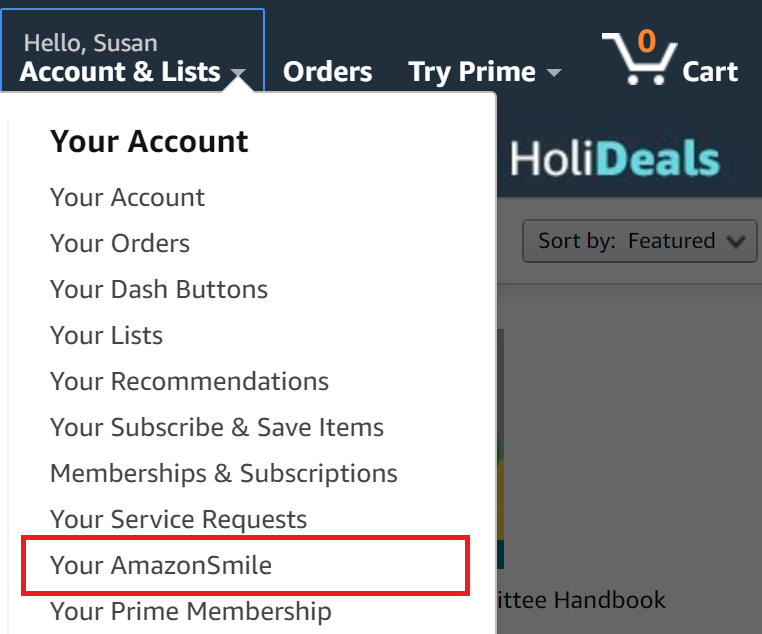 Hello, Susan
Account & Lists Orders Try Prime 0 Cart
HoliDeals
Sort by: Featured
Your Account
Your Account
Your Orders
Your Dash Buttons
Your Lists
Your Recommendations
Your Subscribe & Save Items
Memberships & Subscriptions
Your Service Requests
Your AmazonSmile
Your Prime Membership
ittee Handbook